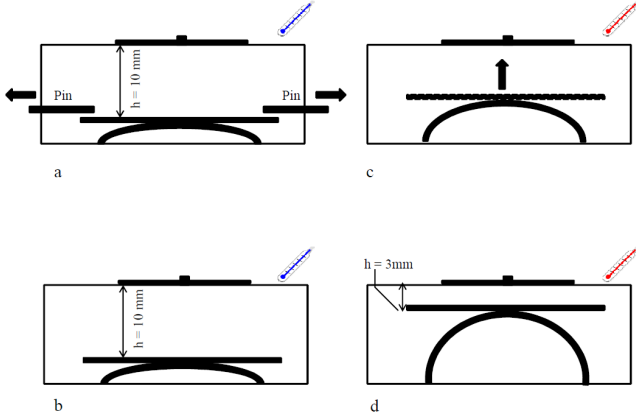 h = 10 mm
Pin
Pin
a
c
h = 10 mm
b
h = 3mm
d